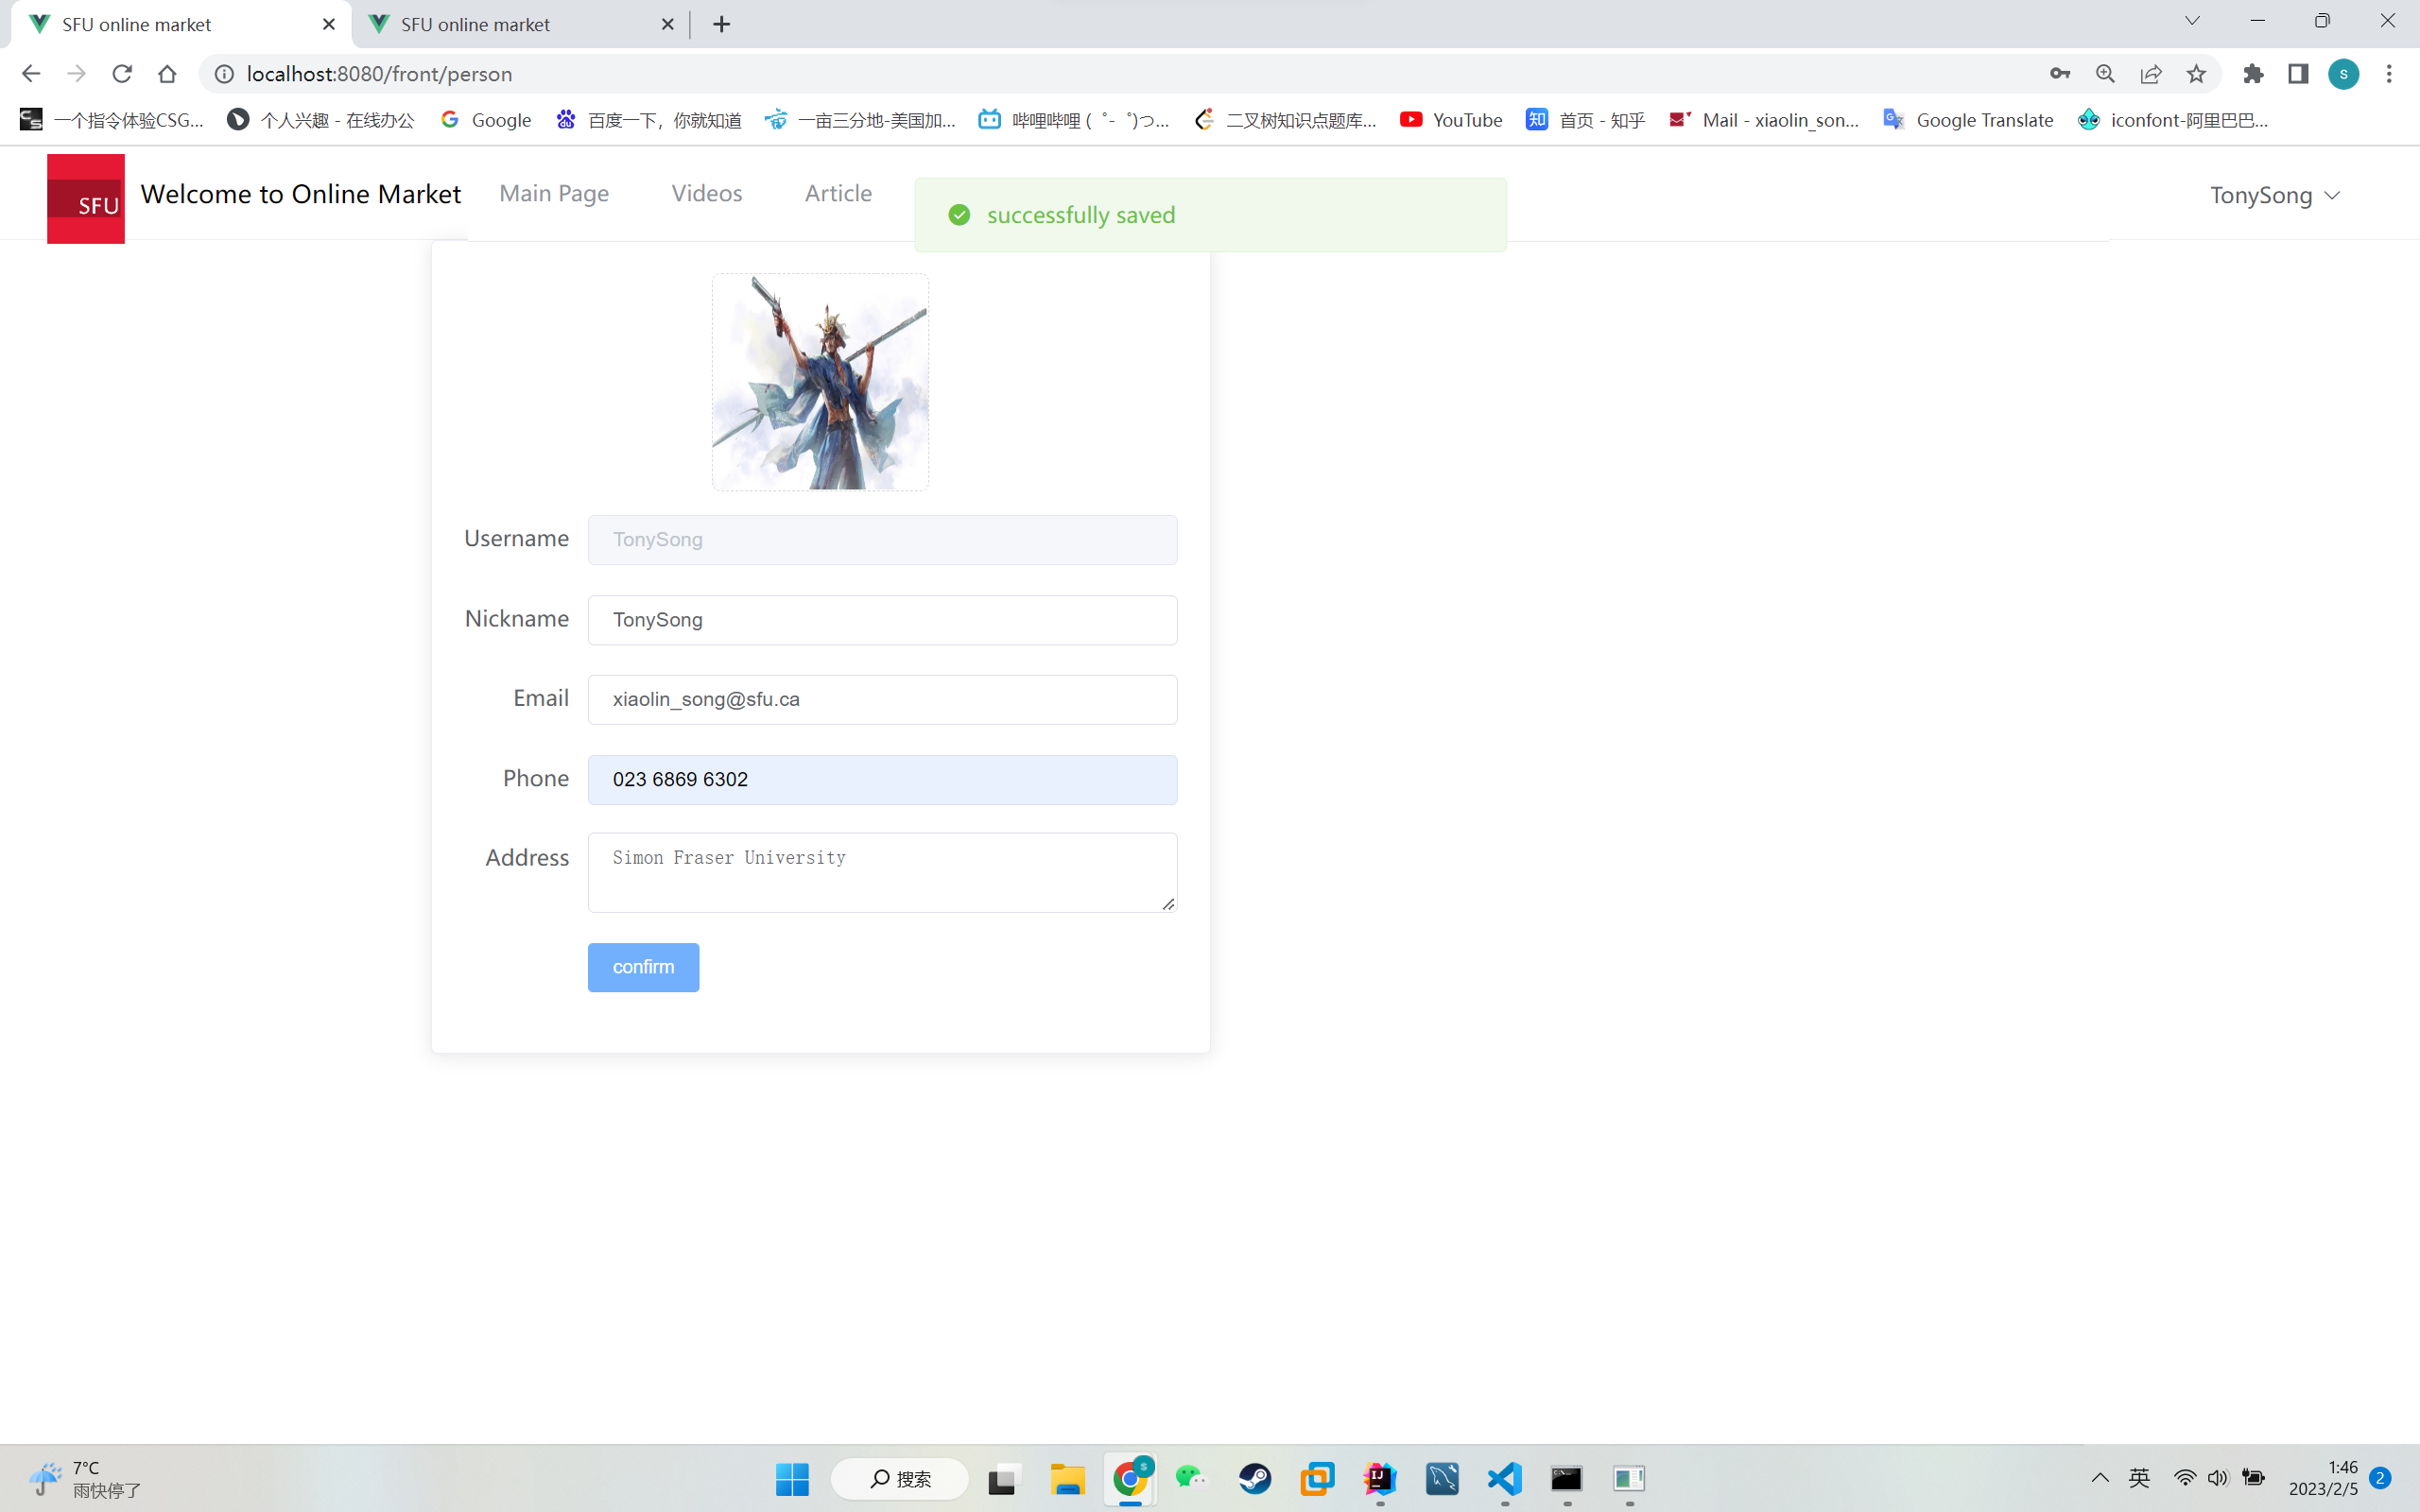 SFU online market
SFU online market
localhost:8080/front/person
s
一个指令体验CSG...
个人兴趣 - 在线办公
Google
百度一下，你就知道
一亩三分地-美国加...
哔哩哔哩 ( ゜- ゜)つ...
二叉树知识点题库...
YouTube
知 首页 - 知乎
Mail - xiaolin_son...
Google Translate
iconfont-阿里巴巴...
SFU
Welcome to Online Market
Main Page
Videos
Article
successfully saved
TonySong
Username
TonySong
Nickname
TonySong
Email
xiaolin_song@sfu.ca
Phone
023 6869 6302
Address
Simon Fraser University
confirm
7°C
雨快停了
搜索
英
1:46
2023/2/5
2